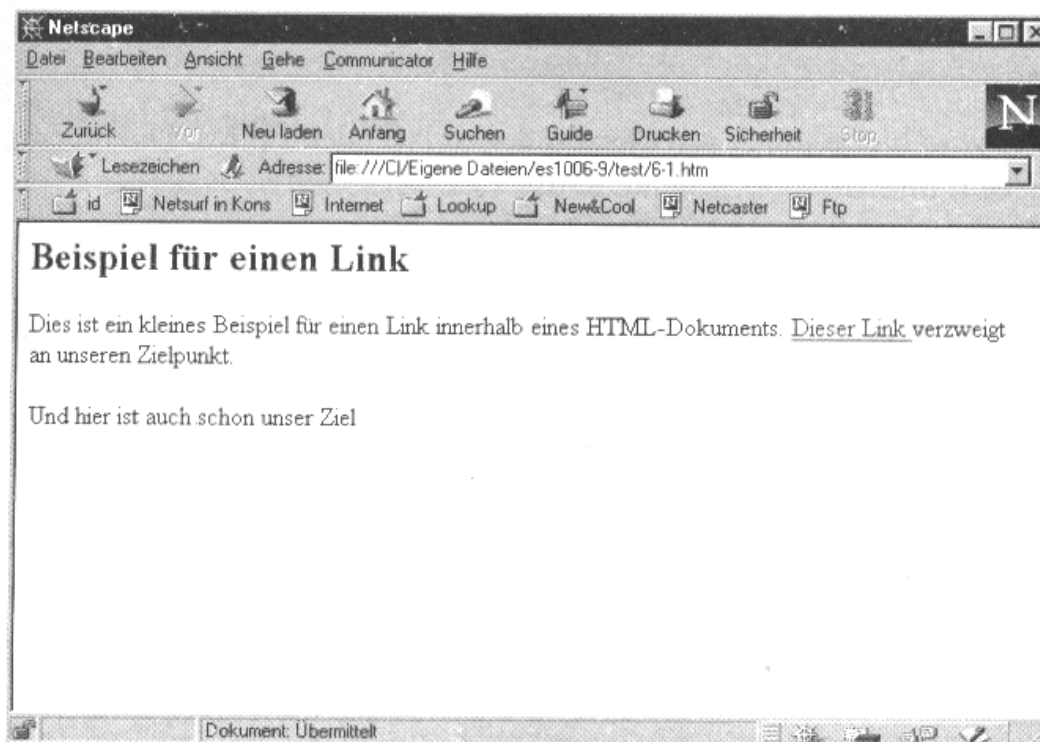 Netscape
Datei Bearbeiten Ansicht Gehe Communicator Hilfe
Zurück Vor Neu laden Anfang Suchen Guide Drucken Sicherheit Stop
N
Lesezeichen Adresse: file:///C|/Eigene Dateien/es1006-9/test/6-1.htm
id Netsurf in Kons Internet Lookup New&Cool Netcaster Ftp
Beispiel für einen Link
Dies ist ein kleines Beispiel für einen Link innerhalb eines HTML-Dokuments. Dieser Link verzweigt
an unseren Zielpunkt.
Und hier ist auch schon unser Ziel
Dokument: Übermittelt